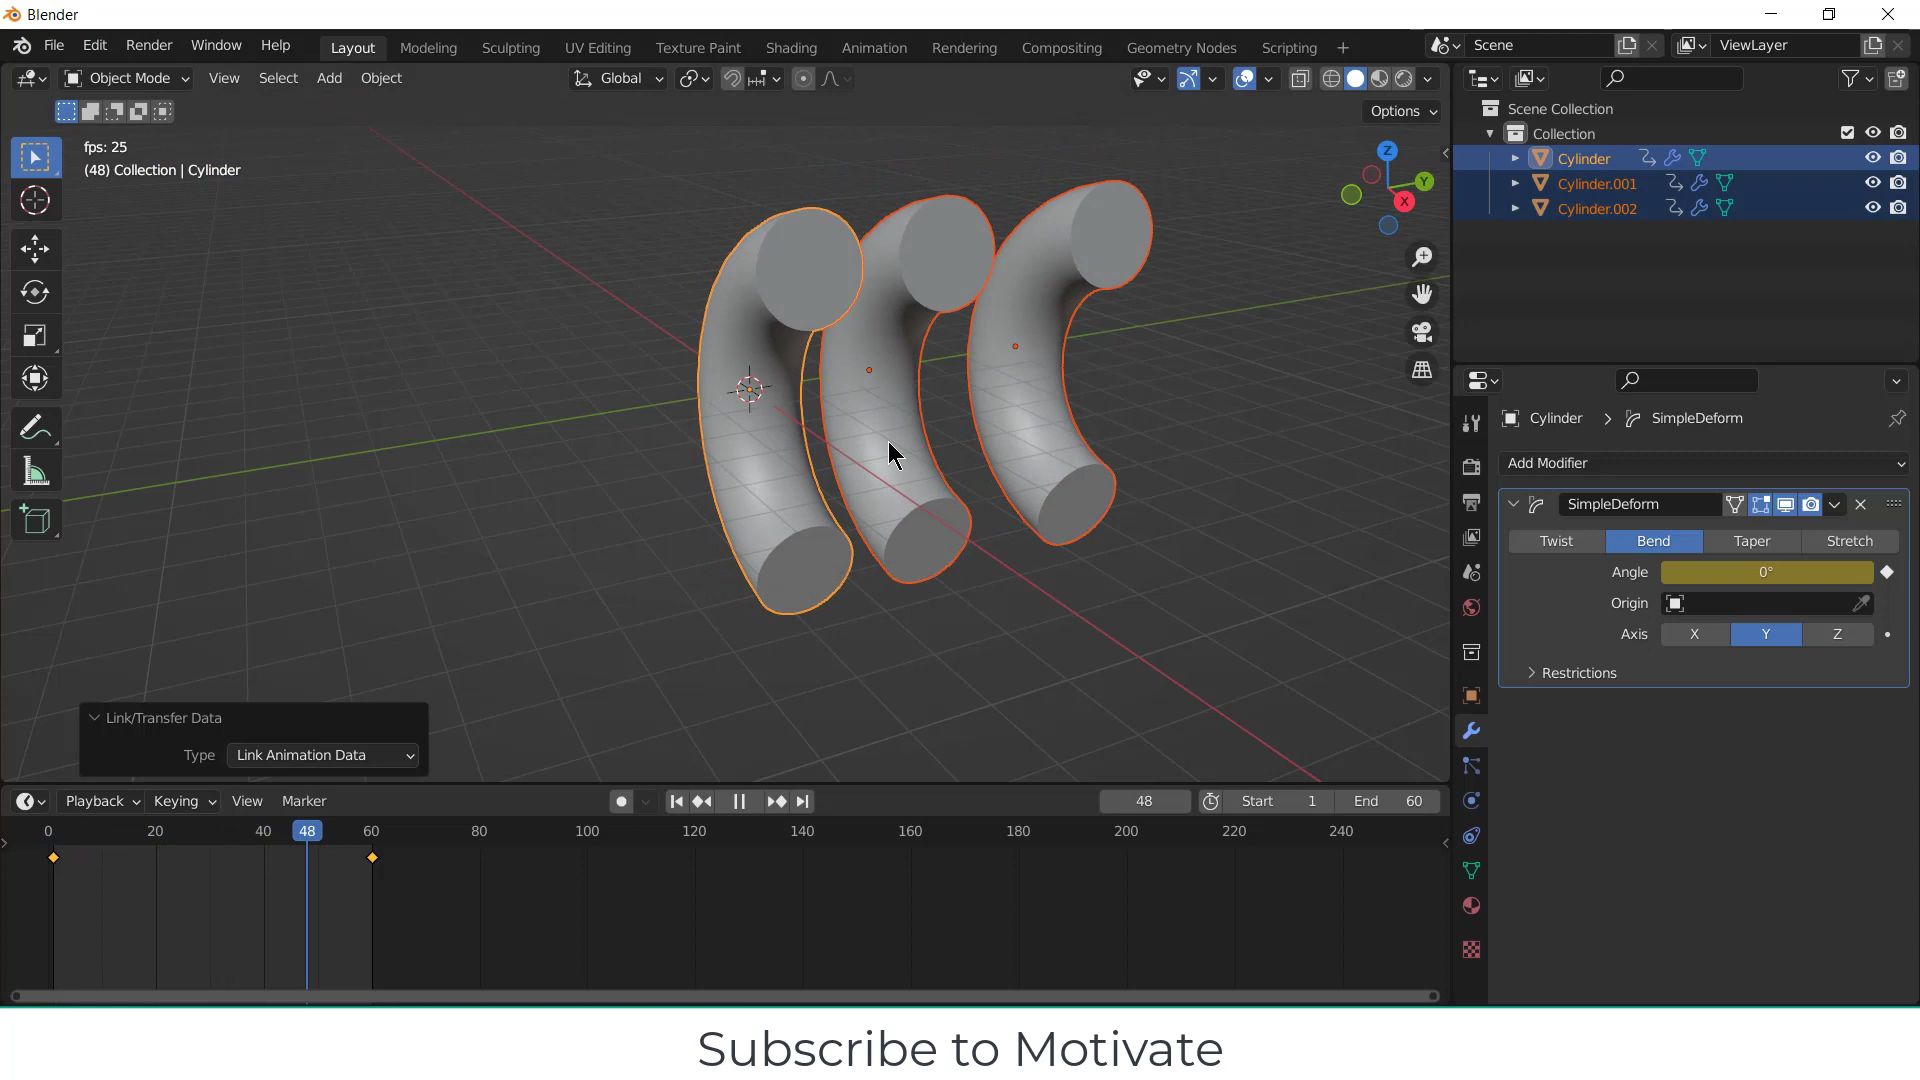 Blender
File Edit Render Window Help
Layout Modeling Sculpting UV Editing Texture Paint Shading Animation Rendering Compositing Geometry Nodes Scripting
Scene
ViewLayer
Object Mode View Select Add Object
Global
Options
fps: 25
(48) Collection | Cylinder
Z
Y
X
Scene Collection
Collection
Cylinder
Cylinder.001
Cylinder.002
Cylinder > SimpleDeform
Add Modifier
SimpleDeform
Twist Bend Taper Stretch
Angle 0°
Origin
Axis X Y Z
Restrictions
Link/Transfer Data
Type Link Animation Data
Playback Keying View Marker
48 Start 1 End 60
0 20 40 48 60 80 100 120 140 160 180 200 220 240
Subscribe to Motivate